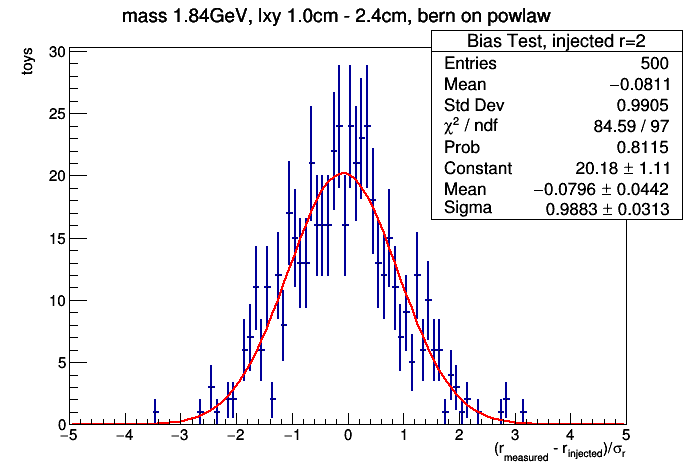 mass 1.84GeV, lxy 1.0cm - 2.4cm, bern on powlaw
toys
Bias Test, injected r=2
Entries 500
Mean −0.0811
Std Dev 0.9905
χ² / ndf 84.59 / 97
Prob 0.8115
Constant 20.18 ± 1.11
Mean −0.0796 ± 0.0442
Sigma 0.9883 ± 0.0313
30
25
20
15
10
5
0
−5 −4 −3 −2 −1 0 1 2 3 4 5
(r_measured - r_injected)/σ_r